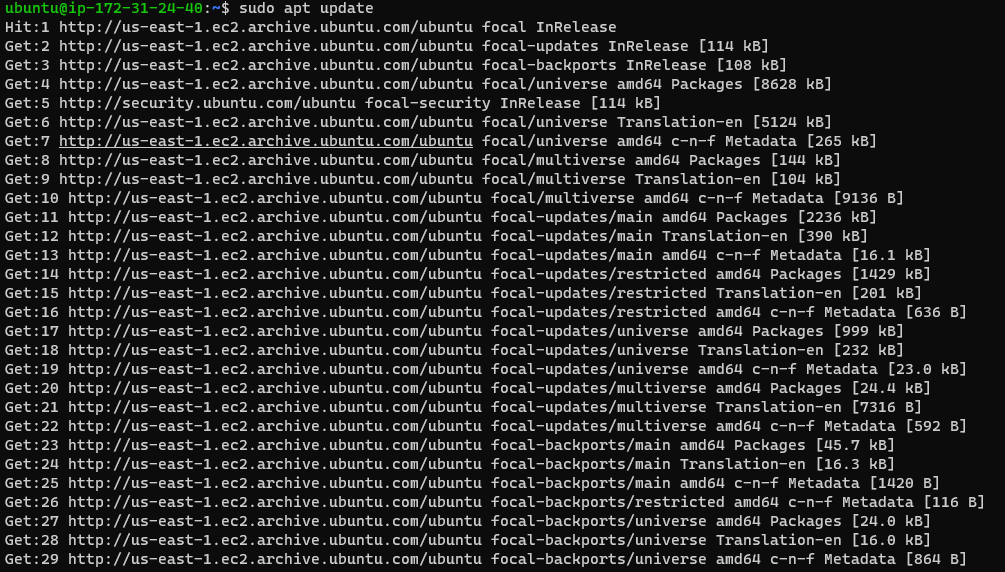 ubuntu@ip-172-31-24-40:~$ sudo apt update
Hit:1 http://us-east-1.ec2.archive.ubuntu.com/ubuntu focal InRelease
Get:2 http://us-east-1.ec2.archive.ubuntu.com/ubuntu focal-updates InRelease [114 kB]
Get:3 http://us-east-1.ec2.archive.ubuntu.com/ubuntu focal-backports InRelease [108 kB]
Get:4 http://us-east-1.ec2.archive.ubuntu.com/ubuntu focal/universe amd64 Packages [8628 kB]
Get:5 http://security.ubuntu.com/ubuntu focal-security InRelease [114 kB]
Get:6 http://us-east-1.ec2.archive.ubuntu.com/ubuntu focal/universe Translation-en [5124 kB]
Get:7 http://us-east-1.ec2.archive.ubuntu.com/ubuntu focal/universe amd64 c-n-f Metadata [265 kB]
Get:8 http://us-east-1.ec2.archive.ubuntu.com/ubuntu focal/multiverse amd64 Packages [144 kB]
Get:9 http://us-east-1.ec2.archive.ubuntu.com/ubuntu focal/multiverse Translation-en [104 kB]
Get:10 http://us-east-1.ec2.archive.ubuntu.com/ubuntu focal/multiverse amd64 c-n-f Metadata [9136 B]
Get:11 http://us-east-1.ec2.archive.ubuntu.com/ubuntu focal-updates/main amd64 Packages [2236 kB]
Get:12 http://us-east-1.ec2.archive.ubuntu.com/ubuntu focal-updates/main Translation-en [390 kB]
Get:13 http://us-east-1.ec2.archive.ubuntu.com/ubuntu focal-updates/main amd64 c-n-f Metadata [16.1 kB]
Get:14 http://us-east-1.ec2.archive.ubuntu.com/ubuntu focal-updates/restricted amd64 Packages [1429 kB]
Get:15 http://us-east-1.ec2.archive.ubuntu.com/ubuntu focal-updates/restricted Translation-en [201 kB]
Get:16 http://us-east-1.ec2.archive.ubuntu.com/ubuntu focal-updates/restricted amd64 c-n-f Metadata [636 B]
Get:17 http://us-east-1.ec2.archive.ubuntu.com/ubuntu focal-updates/universe amd64 Packages [999 kB]
Get:18 http://us-east-1.ec2.archive.ubuntu.com/ubuntu focal-updates/universe Translation-en [232 kB]
Get:19 http://us-east-1.ec2.archive.ubuntu.com/ubuntu focal-updates/universe amd64 c-n-f Metadata [23.0 kB]
Get:20 http://us-east-1.ec2.archive.ubuntu.com/ubuntu focal-updates/multiverse amd64 Packages [24.4 kB]
Get:21 http://us-east-1.ec2.archive.ubuntu.com/ubuntu focal-updates/multiverse Translation-en [7316 B]
Get:22 http://us-east-1.ec2.archive.ubuntu.com/ubuntu focal-updates/multiverse amd64 c-n-f Metadata [592 B]
Get:23 http://us-east-1.ec2.archive.ubuntu.com/ubuntu focal-backports/main amd64 Packages [45.7 kB]
Get:24 http://us-east-1.ec2.archive.ubuntu.com/ubuntu focal-backports/main Translation-en [16.3 kB]
Get:25 http://us-east-1.ec2.archive.ubuntu.com/ubuntu focal-backports/main amd64 c-n-f Metadata [1420 B]
Get:26 http://us-east-1.ec2.archive.ubuntu.com/ubuntu focal-backports/restricted amd64 c-n-f Metadata [116 B]
Get:27 http://us-east-1.ec2.archive.ubuntu.com/ubuntu focal-backports/universe amd64 Packages [24.0 kB]
Get:28 http://us-east-1.ec2.archive.ubuntu.com/ubuntu focal-backports/universe Translation-en [16.0 kB]
Get:29 http://us-east-1.ec2.archive.ubuntu.com/ubuntu focal-backports/universe amd64 c-n-f Metadata [864 B]